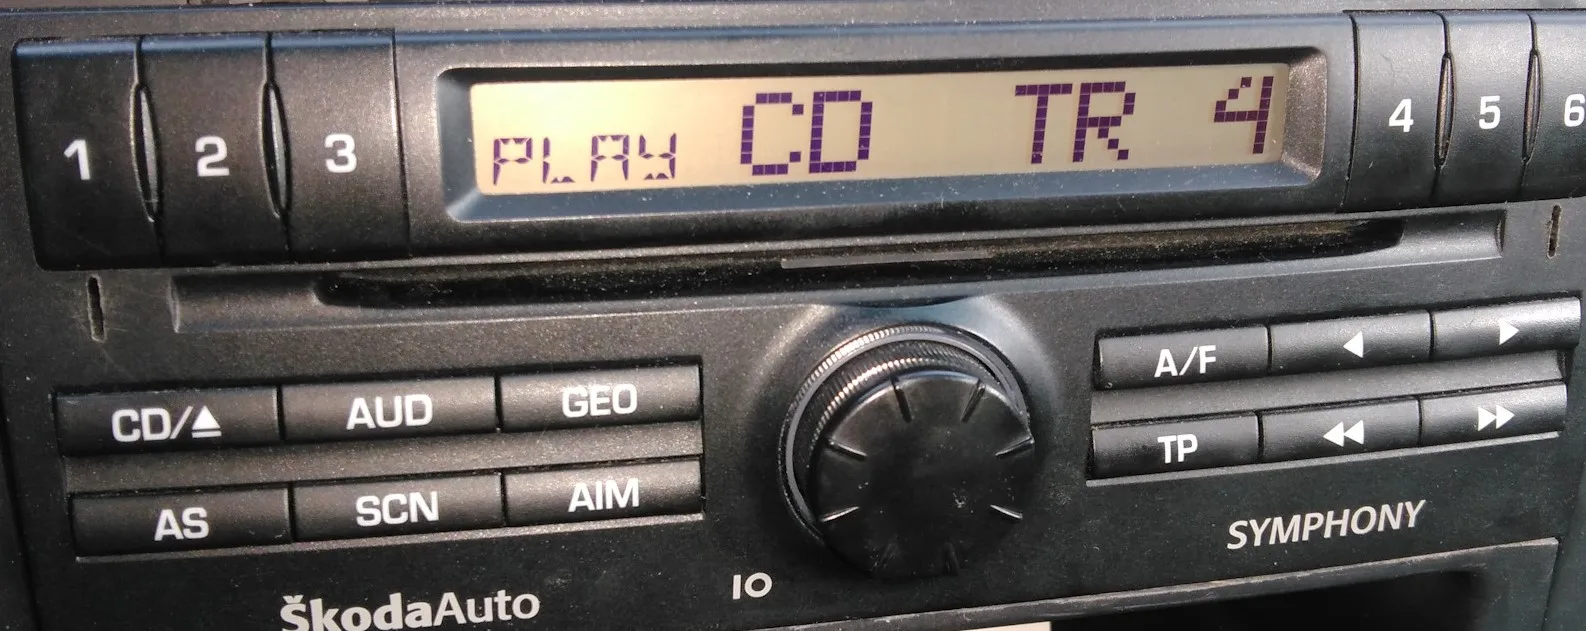 1 2 3
PLAY CD TR 4
4 5 6
CD/⏏ AUD GEO
AS SCN AIM
A/F ◀ ▶
TP ◀◀ ▶▶
SYMPHONY
IO
ŠkodaAuto